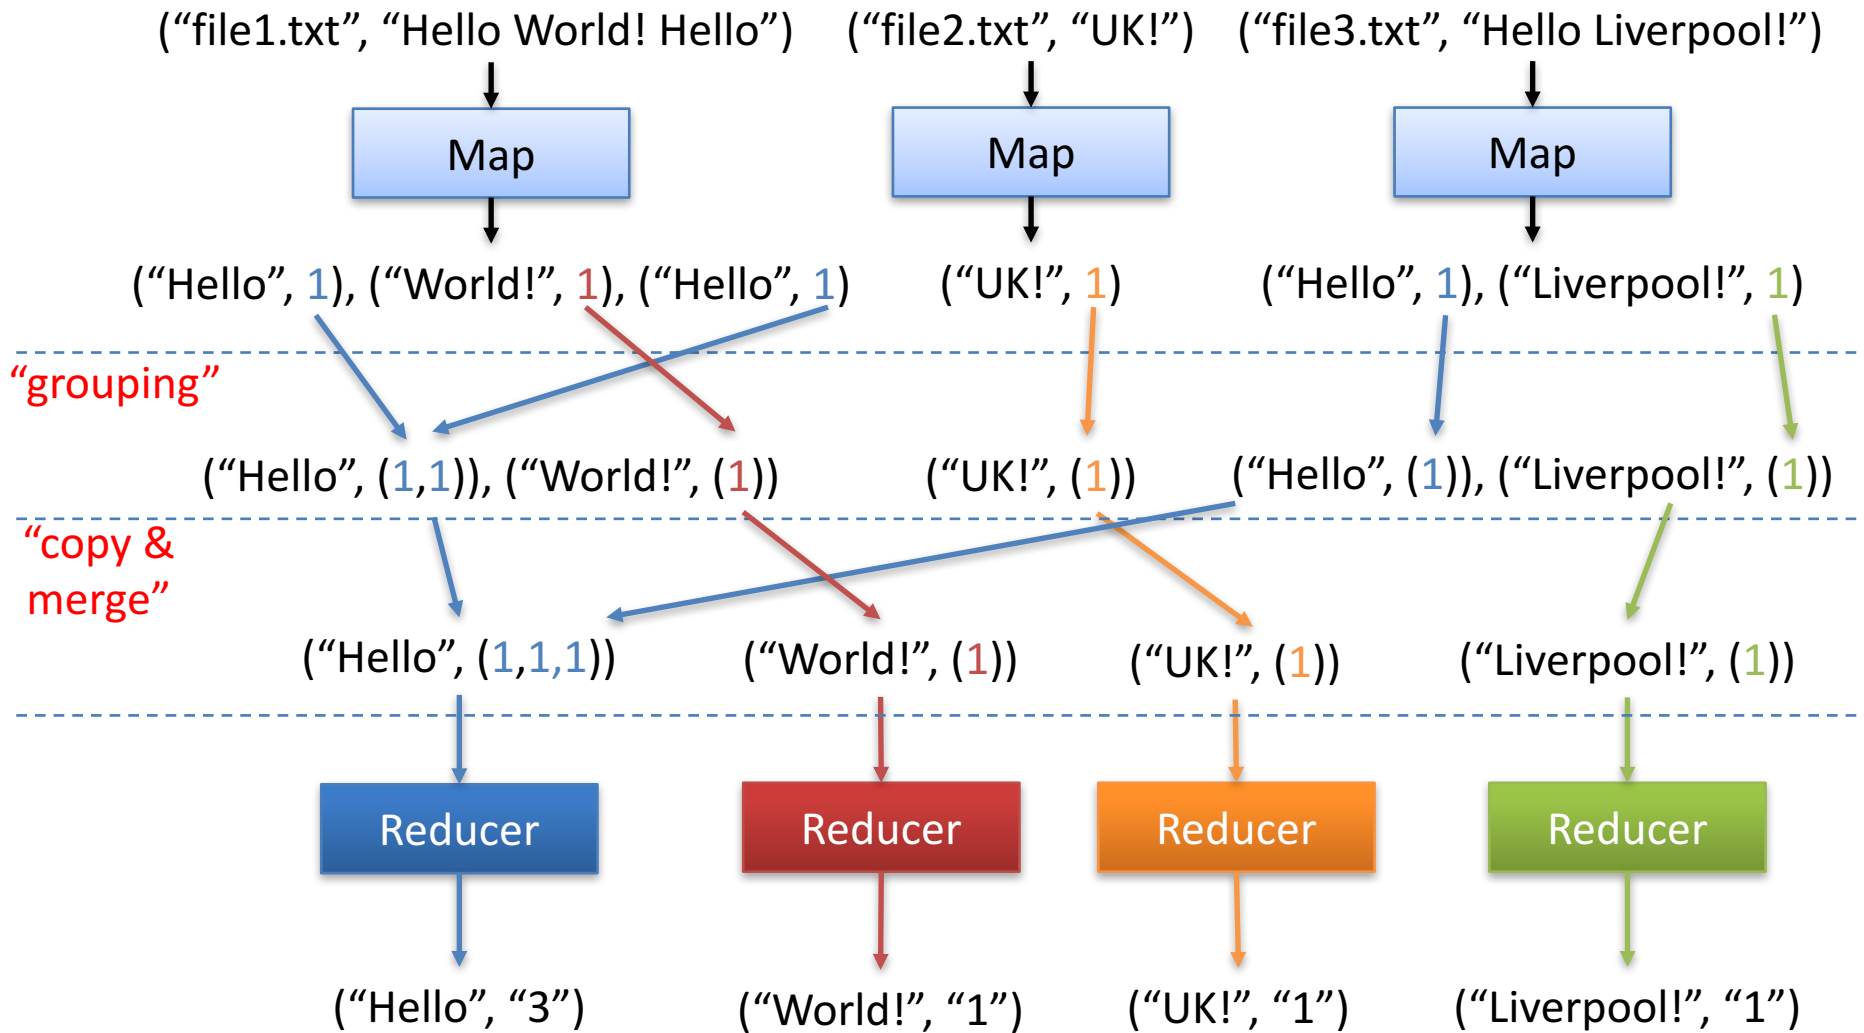 (“file1.txt”, “Hello World! Hello”) (“file2.txt”, “UK!”) (“file3.txt”, “Hello Liverpool!”)
Map Map Map
(“Hello”, 1), (“World!”, 1), (“Hello”, 1) (“UK!”, 1) (“Hello”, 1), (“Liverpool!”, 1)
“grouping”
(“Hello”, (1,1)), (“World!”, (1)) (“UK!”, (1)) (“Hello”, (1)), (“Liverpool!”, (1))
“copy &
merge”
(“Hello”, (1,1,1)) (“World!”, (1)) (“UK!”, (1)) (“Liverpool!”, (1))
Reducer Reducer Reducer Reducer
(“Hello”, “3”) (“World!”, “1”) (“UK!”, “1”) (“Liverpool!”, “1”)